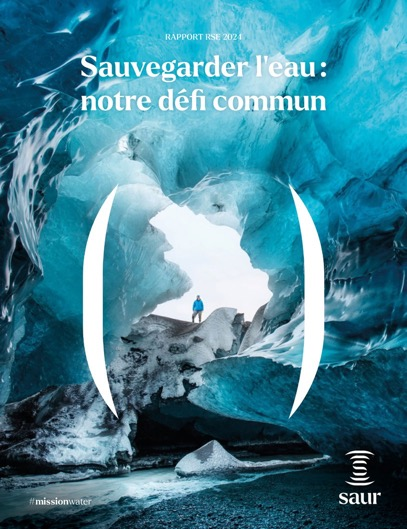 RAPPORT RSE 2024
Sauvegarder l'eau :
notre défi commun
#missionwater
saur